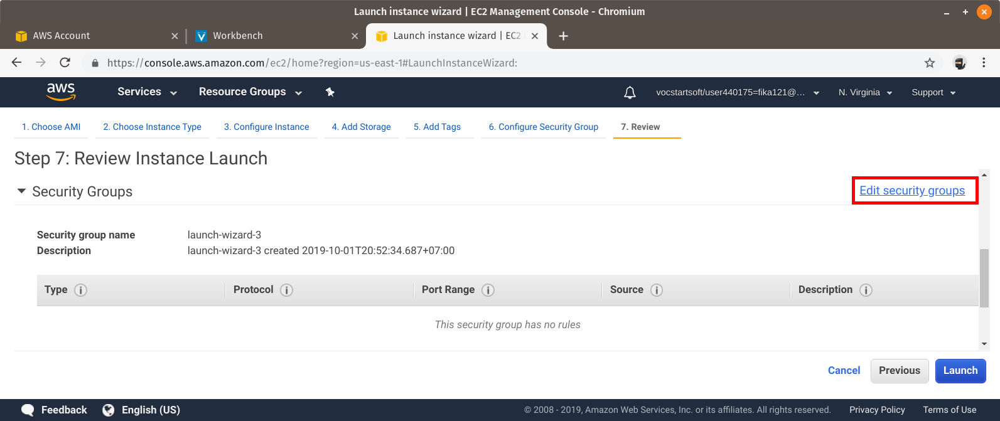 Launch instance wizard | EC2 Management Console - Chromium
AWS Account
Workbench
Launch instance wizard | EC2
https://console.aws.amazon.com/ec2/home?region=us-east-1#LaunchInstanceWizard:
aws
Services
Resource Groups
vocstartsoft/user440175=fika121@...
N. Virginia
Support
1. Choose AMI
2. Choose Instance Type
3. Configure Instance
4. Add Storage
5. Add Tags
6. Configure Security Group
7. Review
Step 7: Review Instance Launch
Security Groups
Edit security groups
Security group name
launch-wizard-3
Description
launch-wizard-3 created 2019-10-01T20:52:34.687+07:00
Type
Protocol
Port Range
Source
Description
This security group has no rules
Cancel
Previous
Launch
Feedback
English (US)
© 2008 - 2019, Amazon Web Services, Inc. or its affiliates. All rights reserved.
Privacy Policy
Terms of Use